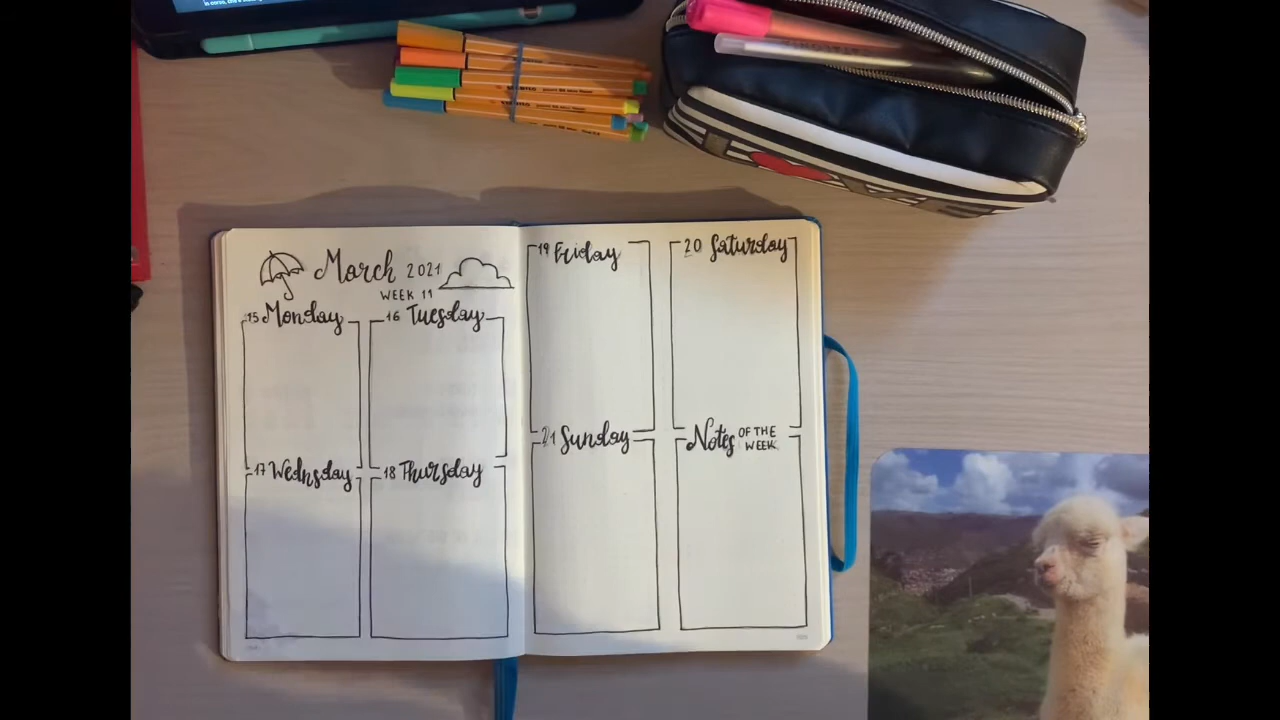 March 2021
WEEK 11
15 Monday
16 Tuesday
17 Wednsday
18 Thursday
19 Friday
20 Saturday
21 Sunday
Notes OF THE
WEEK